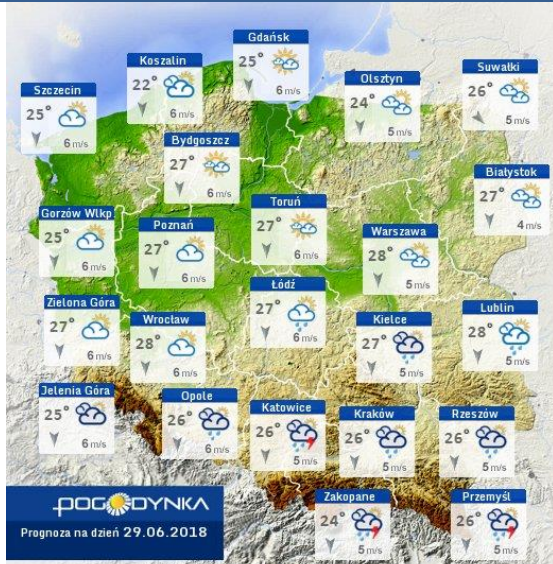 Gdańsk
25°
6 m/s
Koszalin
22°
6 m/s
Suwałki
26°
5 m/s
Olsztyn
24°
5 m/s
Szczecin
25°
6 m/s
Bydgoszcz
27°
6 m/s
Białystok
27°
4 m/s
Toruń
27°
6 m/s
Gorzów Wlkp
25°
6 m/s
Poznań
27°
6 m/s
Warszawa
28°
5 m/s
Łódź
27°
6 m/s
Zielona Góra
27°
6 m/s
Wrocław
28°
6 m/s
Kielce
27°
5 m/s
Lublin
28°
5 m/s
Jelenia Góra
25°
6 m/s
Opole
26°
6 m/s
Katowice
26°
5 m/s
Kraków
26°
5 m/s
Rzeszów
26°
5 m/s
Zakopane
24°
5 m/s
Przemyśl
26°
5 m/s
POGODYNKA
Prognoza na dzień 29.06.2018